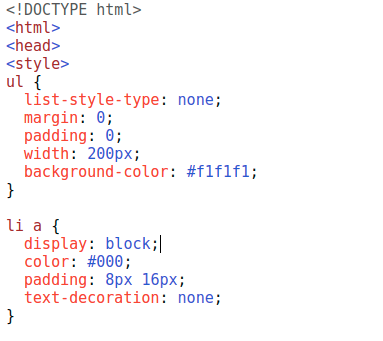 <!DOCTYPE html>
<html>
<head>
<style>
ul {
  list-style-type: none;
  margin: 0;
  padding: 0;
  width: 200px;
  background-color: #f1f1f1;
}

li a {
  display: block;
  color: #000;
  padding: 8px 16px;
  text-decoration: none;
}